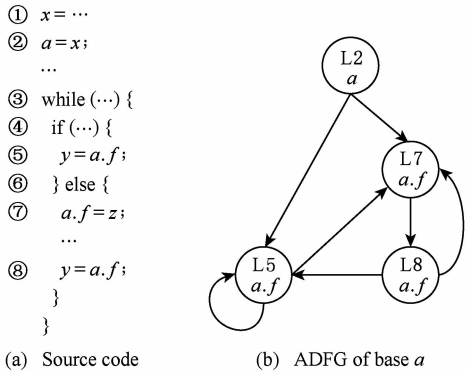 ① x=⋯
② a=x;
⋯
③ while (⋯) {
④ if (⋯) {
⑤ y=a.f;
⑥ } else {
⑦ a.f=z;
⋯
⑧ y=a.f;
}
}
(a) Source code
L2
a
L7
a.f
L5
a.f
L8
a.f
(b) ADFG of base a